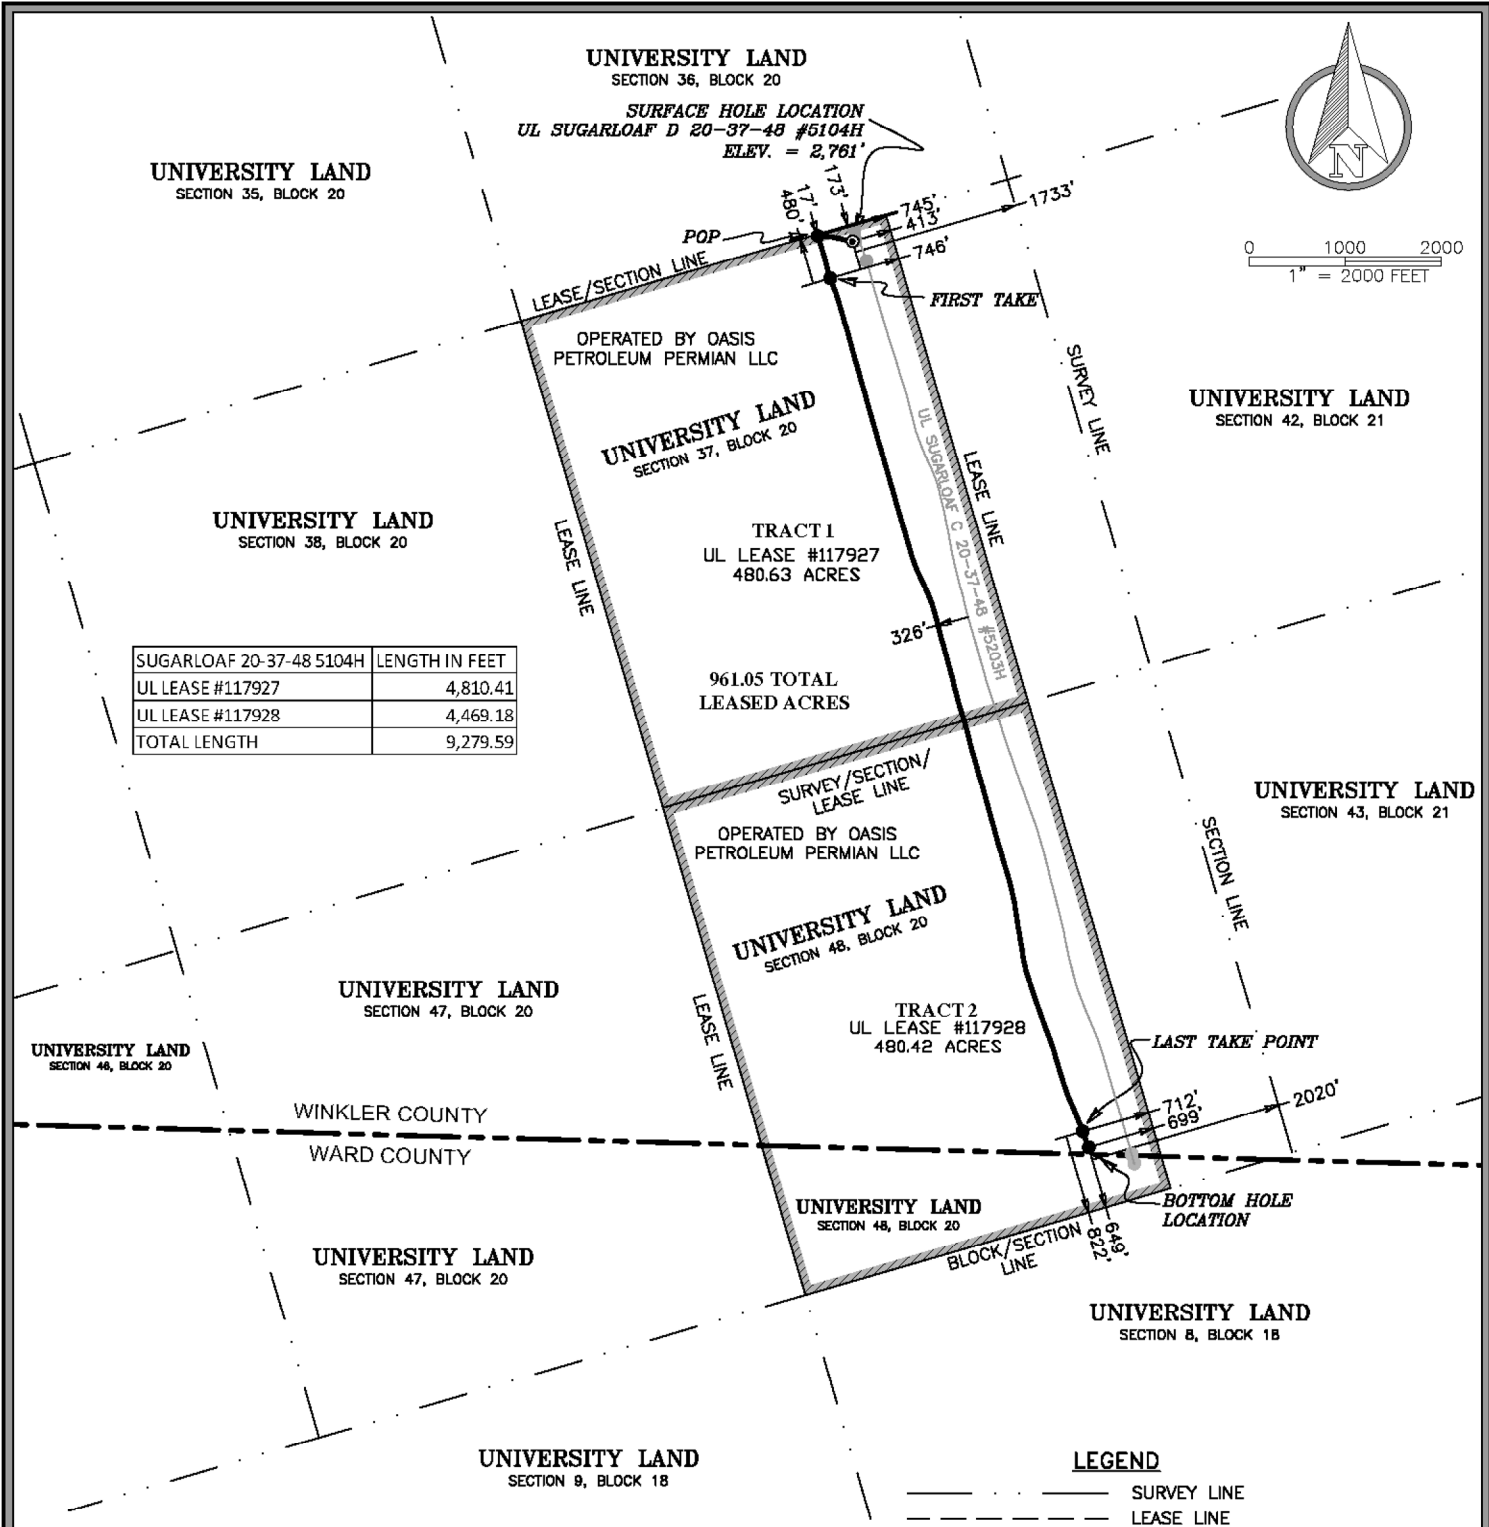 UNIVERSITY LAND
SECTION 36, BLOCK 20
SURFACE HOLE LOCATION
UL SUGARLOAF D 20-37-48 #5104H
ELEV. = 2,761'
N
UNIVERSITY LAND
SECTION 35, BLOCK 20
173'
17'
480'
745'
413'
1733'
746'
POP
FIRST TAKE
0 1000 2000
1" = 2000 FEET
LEASE/SECTION LINE
OPERATED BY OASIS
PETROLEUM PERMIAN LLC
SURVEY LINE
UNIVERSITY LAND
SECTION 42, BLOCK 21
UNIVERSITY LAND
SECTION 37, BLOCK 20
UL SUGARLOAF C 20-37-48 #5203H
LEASE LINE
UNIVERSITY LAND
SECTION 38, BLOCK 20
LEASE LINE
TRACT 1
UL LEASE #117927
480.63 ACRES
326'
SUGARLOAF 20-37-48 5104H LENGTH IN FEET
UL LEASE #117927 4,810.41
UL LEASE #117928 4,469.18
TOTAL LENGTH 9,279.59
961.05 TOTAL
LEASED ACRES
SURVEY/SECTION/
LEASE LINE
OPERATED BY OASIS
PETROLEUM PERMIAN LLC
UNIVERSITY LAND
SECTION 43, BLOCK 21
SECTION LINE
UNIVERSITY LAND
SECTION 48, BLOCK 20
UNIVERSITY LAND
SECTION 47, BLOCK 20
LEASE LINE
TRACT 2
UL LEASE #117928
480.42 ACRES
UNIVERSITY LAND
SECTION 46, BLOCK 20
LAST TAKE POINT
712'
699'
2020'
WINKLER COUNTY
WARD COUNTY
BOTTOM HOLE
LOCATION
UNIVERSITY LAND
SECTION 48, BLOCK 20
649'
822'
BLOCK/SECTION
LINE
UNIVERSITY LAND
SECTION 47, BLOCK 20
UNIVERSITY LAND
SECTION 8, BLOCK 18
UNIVERSITY LAND
SECTION 9, BLOCK 18
LEGEND
SURVEY LINE
LEASE LINE